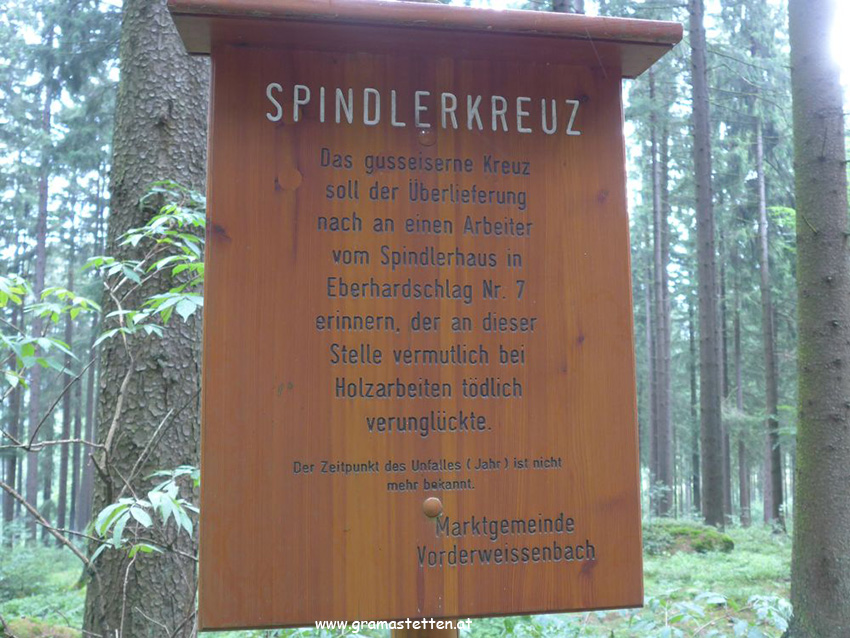 SPINDLERKREUZ
Das gusseiserne Kreuz
soll der Überlieferung
nach an einen Arbeiter
vom Spindlerhaus in
Eberhardschlag Nr. 7
erinnern, der an dieser
Stelle vermutlich bei
Holzarbeiten tödlich
verunglückte.
Der Zeitpunkt des Unfalles (Jahr) ist nicht
mehr bekannt.
Marktgemeinde
Vorderweissenbach
www.gramastetten.at